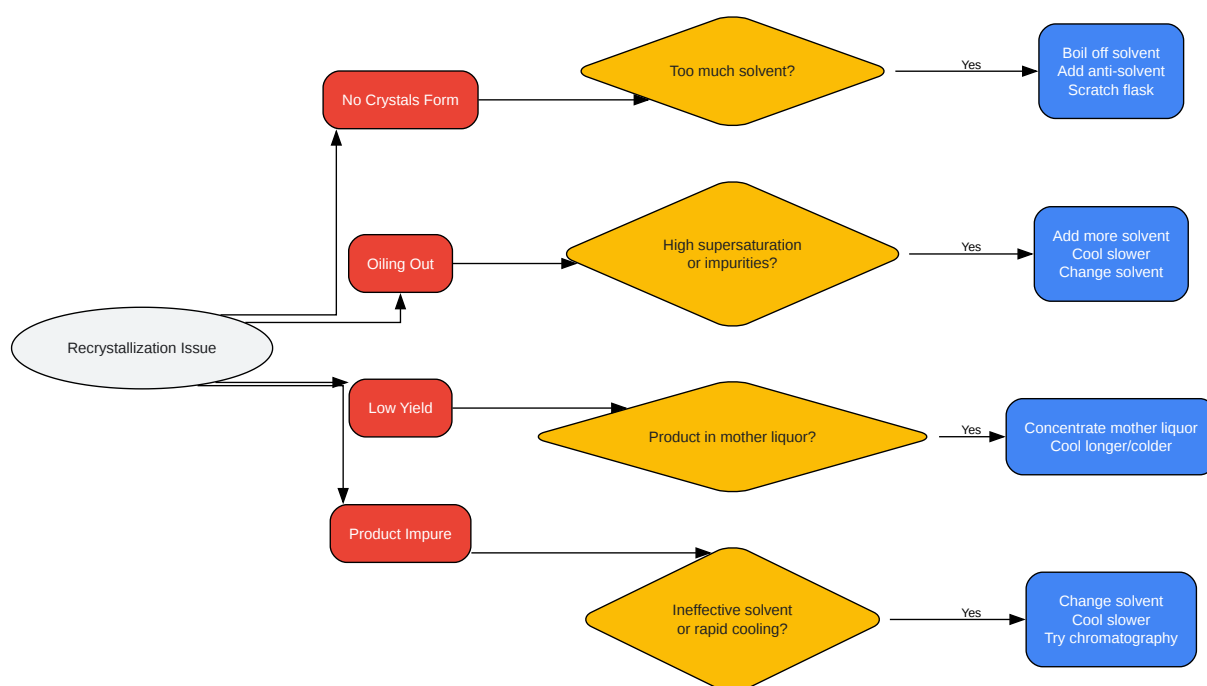 Too much solvent?
Yes
Boil off solvent
Add anti-solvent
Scratch flask
No Crystals Form
High supersaturation
or impurities?
Yes
Add more solvent
Cool slower
Change solvent
Oiling Out
Recrystallization Issue
Low Yield
Product in mother liquor?
Yes
Concentrate mother liquor
Cool longer/colder
Product Impure
Ineffective solvent
or rapid cooling?
Yes
Change solvent
Cool slower
Try chromatography